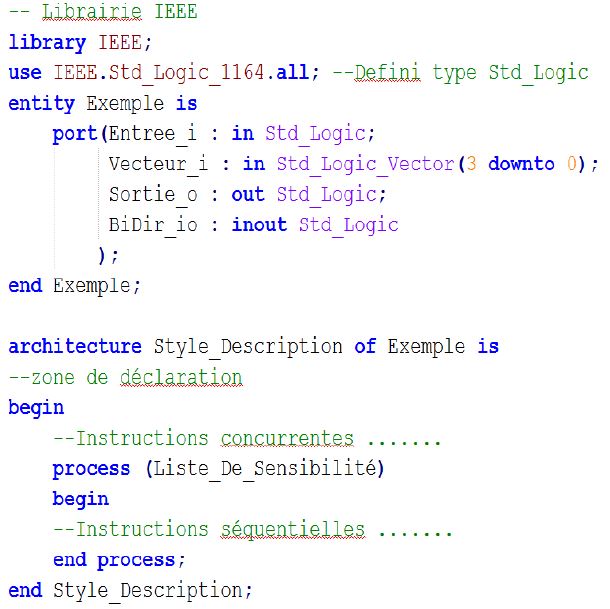 -- Librairie IEEE
library IEEE;
use IEEE.Std_Logic_1164.all; --Defini type Std_Logic
entity Exemple is
port(Entree_i : in Std_Logic;
Vecteur_i : in Std_Logic_Vector(3 downto 0);
Sortie_o : out Std_Logic;
BiDir_io : inout Std_Logic
);
end Exemple;
architecture Style_Description of Exemple is
--zone de déclaration
begin
--Instructions concurrentes .......
process (Liste_De_Sensibilité)
begin
--Instructions séquentielles .......
end process;
end Style_Description;